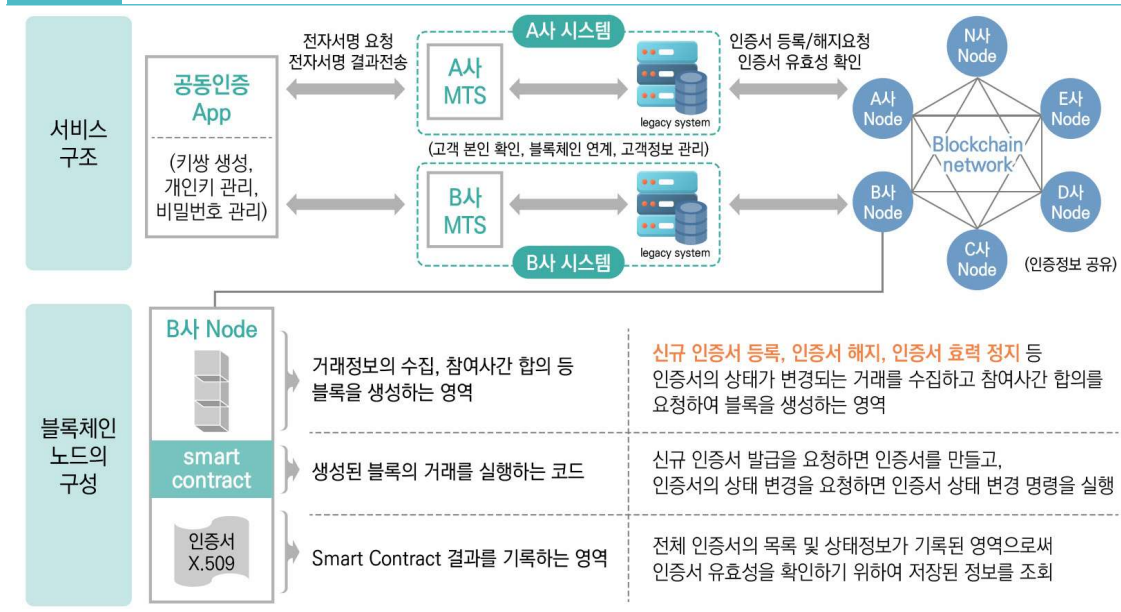 서비스
구조
공동인증
App
(키쌍 생성,
개인키 관리,
비밀번호 관리)
전자서명 요청
전자서명 결과전송
A사 시스템
A사
MTS
legacy system
인증서 등록/해지요청
인증서 유효성 확인
(고객 본인 확인, 블록체인 연계, 고객정보 관리)
B사
MTS
legacy system
B사 시스템
N사
Node
A사
Node
E사
Node
Blockchain
network
B사
Node
D사
Node
C사
Node
(인증정보 공유)
블록체인
노드의
구성
B사 Node
거래정보의 수집, 참여사간 합의 등
블록을 생성하는 영역
신규 인증서 등록, 인증서 해지, 인증서 효력 정지 등
인증서의 상태가 변경되는 거래를 수집하고 참여사간 합의를
요청하여 블록을 생성하는 영역
smart
contract
생성된 블록의 거래를 실행하는 코드
신규 인증서 발급을 요청하면 인증서를 만들고,
인증서의 상태 변경을 요청하면 인증서 상태 변경 명령을 실행
인증서
X.509
Smart Contract 결과를 기록하는 영역
전체 인증서의 목록 및 상태정보가 기록된 영역으로써
인증서 유효성을 확인하기 위하여 저장된 정보를 조회